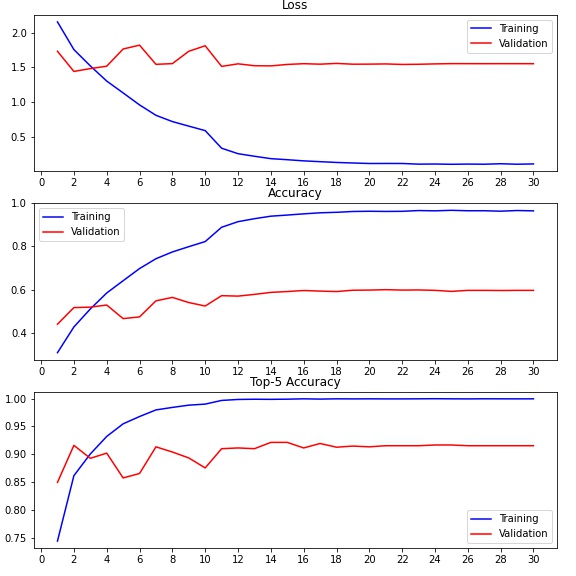 Loss
2.0
1.5
1.0
0.5
Training
Validation
0 2 4 6 8 10 12 14 16 18 20 22 24 26 28 30
Accuracy
1.0
0.8
0.6
0.4
Training
Validation
0 2 4 6 8 10 12 14 16 18 20 22 24 26 28 30
Top-5 Accuracy
1.00
0.95
0.90
0.85
0.80
0.75
Training
Validation
0 2 4 6 8 10 12 14 16 18 20 22 24 26 28 30